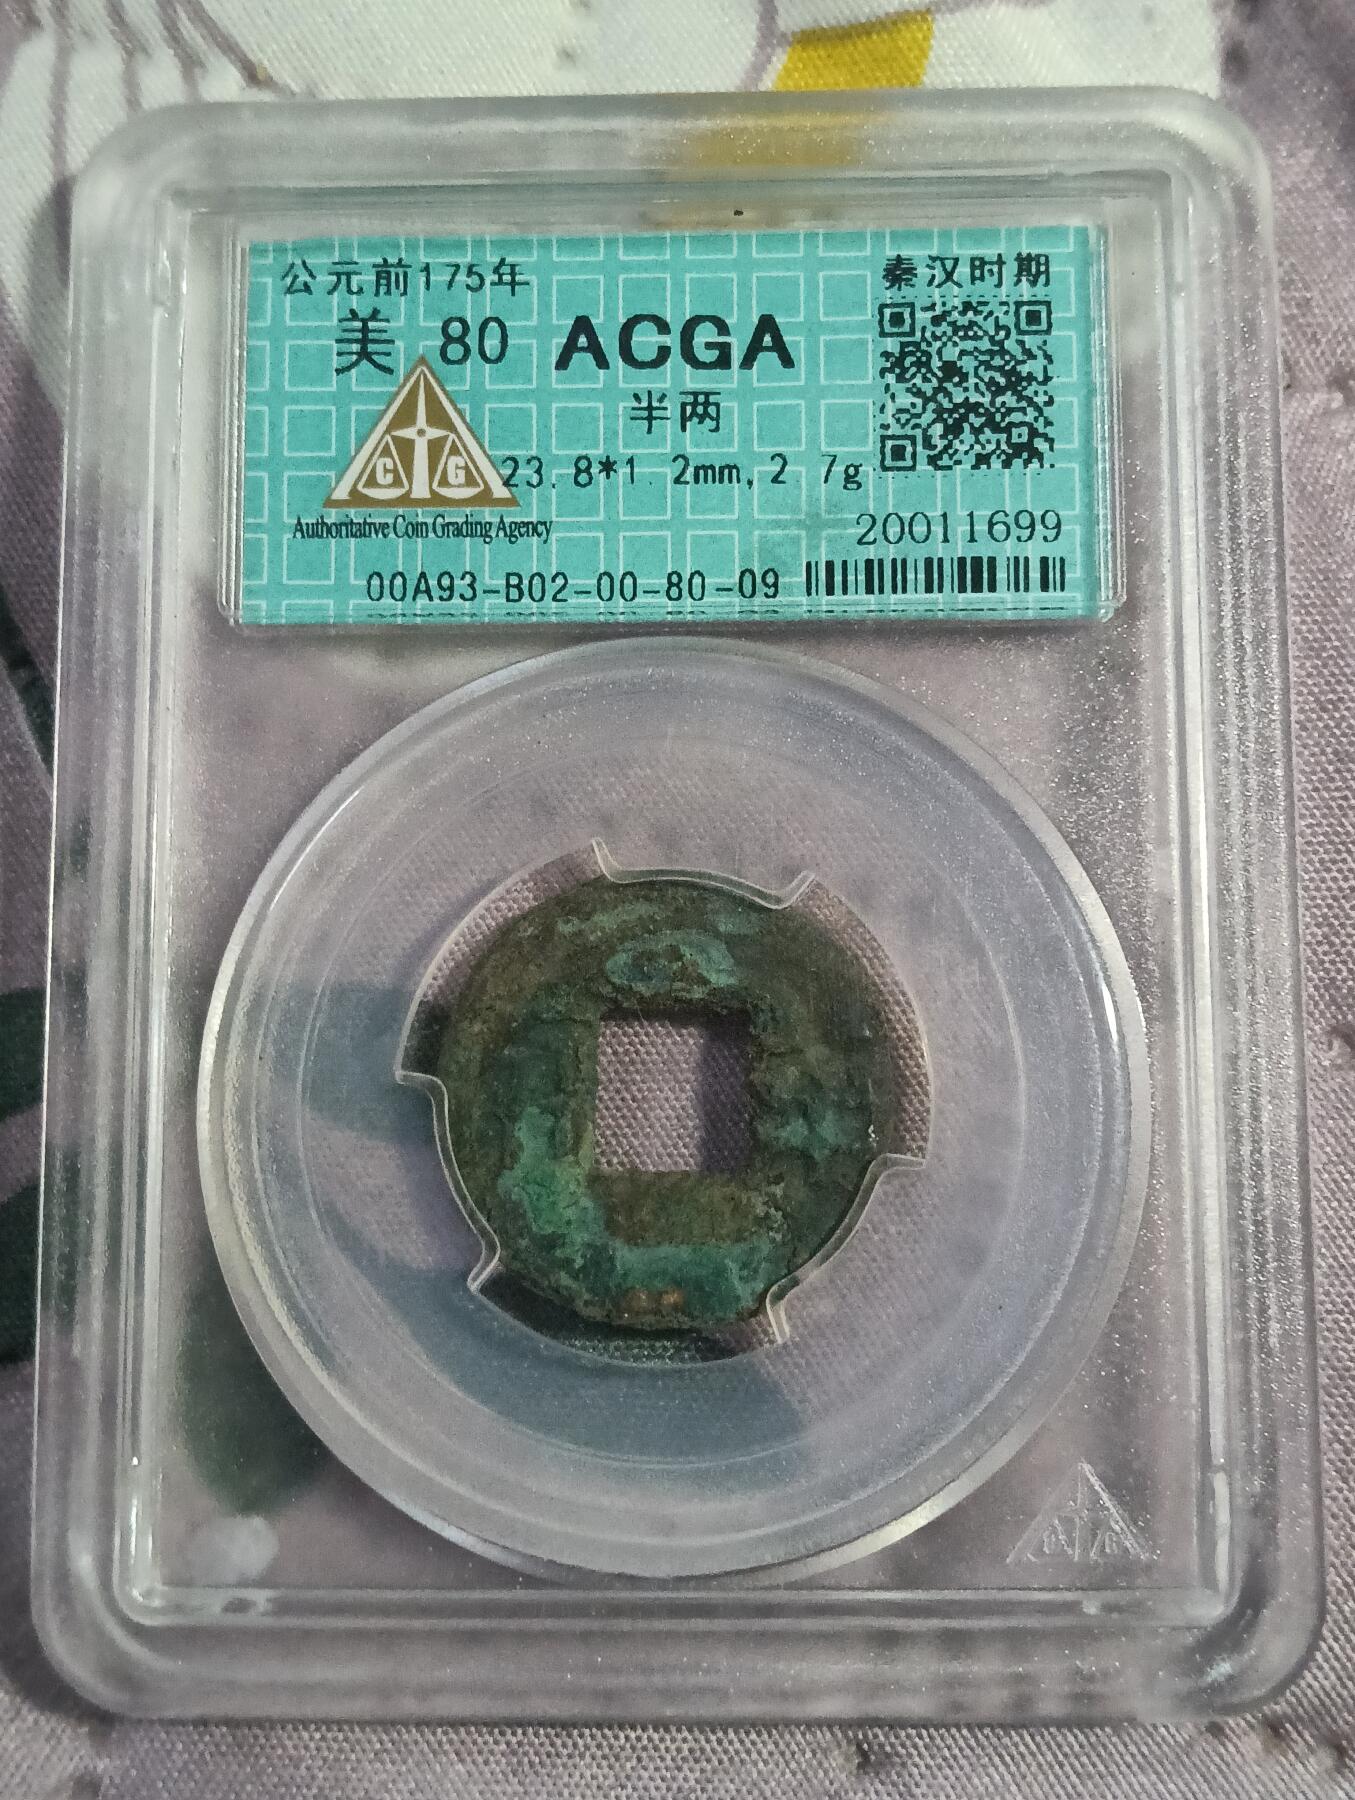 公元前175年
秦汉时期
美 80 ACGA
半两
C G
23.8*1.2mm,2.7g
Authoritative Coin Grading Agency
20011699
00A93-B02-00-80-09